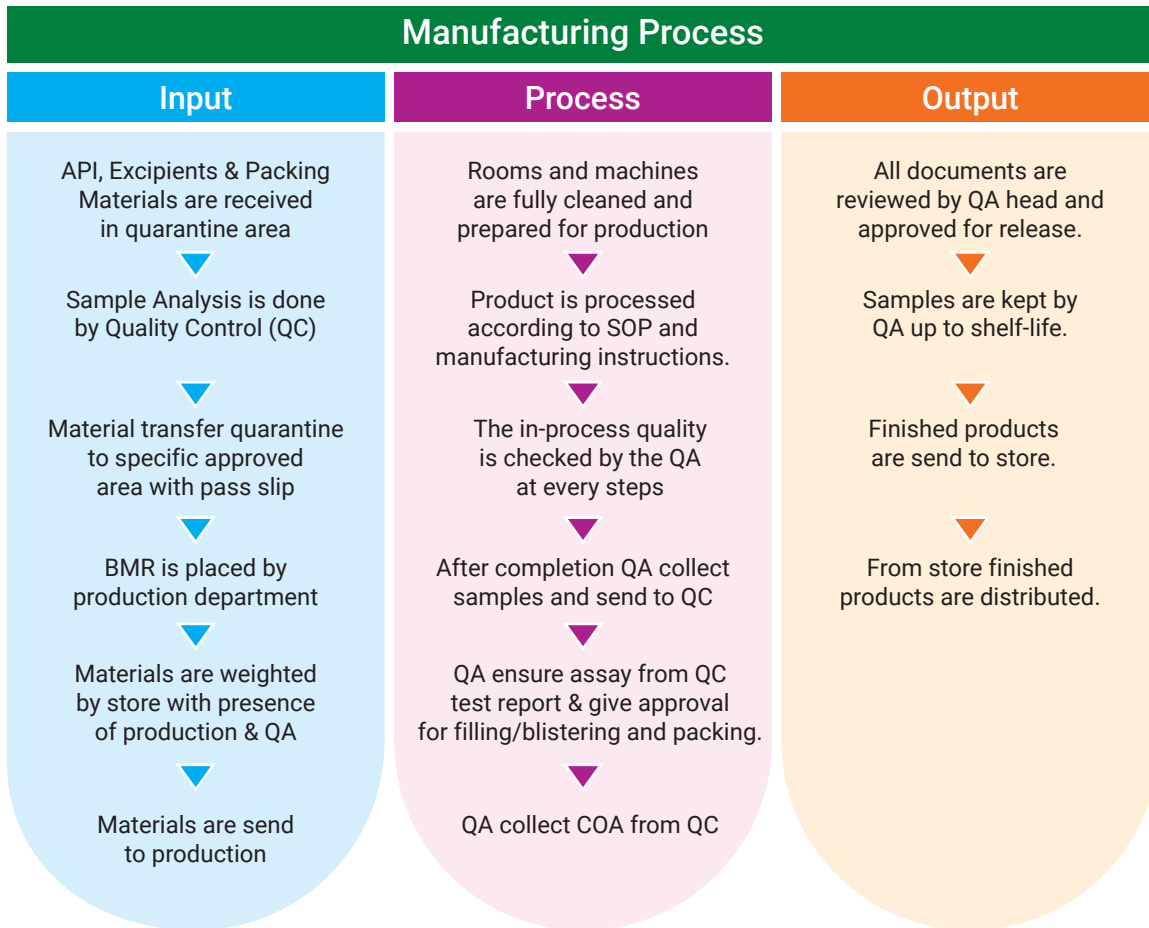 Manufacturing Process
Input
API, Excipients & Packing
Materials are received
in quarantine area
Sample Analysis is done
by Quality Control (QC)
Material transfer quarantine
to specific approved
area with pass slip
BMR is placed by
production department
Materials are weighted
by store with presence
of production & QA
Materials are send
to production
Process
Rooms and machines
are fully cleaned and
prepared for production
Product is processed
according to SOP and
manufacturing instructions.
The in-process quality
is checked by the QA
at every steps
After completion QA collect
samples and send to QC
QA ensure assay from QC
test report & give approval
for filling/blistering and packing.
QA collect COA from QC
Output
All documents are
reviewed by QA head and
approved for release.
Samples are kept by
QA up to shelf-life.
Finished products
are send to store.
From store finished
products are distributed.